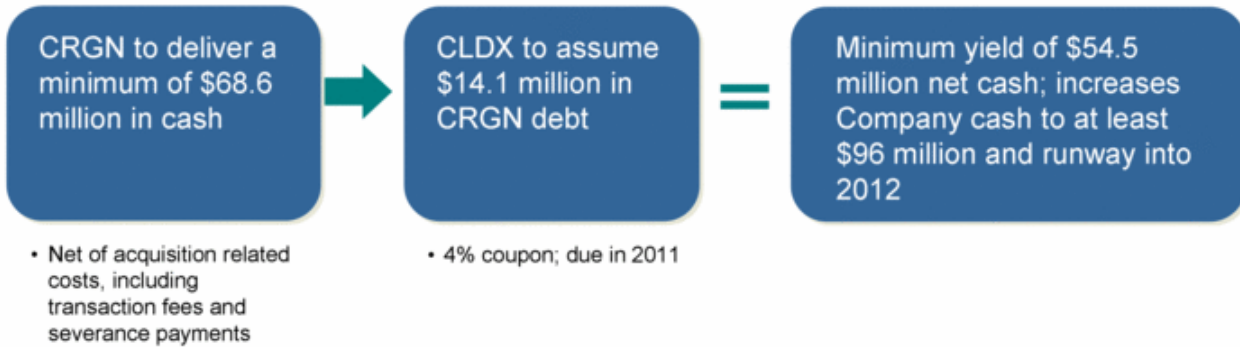 CRGN to deliver a
minimum of $68.6
million in cash
CLDX to assume
$14.1 million in
CRGN debt
=
Minimum yield of $54.5
million net cash; increases
Company cash to at least
$96 million and runway into
2012
• Net of acquisition related
costs, including
transaction fees and
severance payments
• 4% coupon; due in 2011